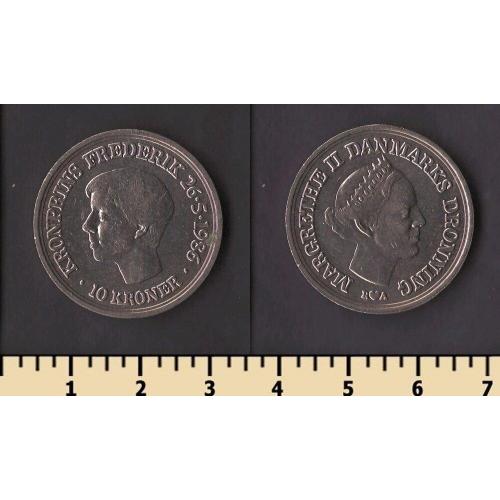 KRONPRINS FREDERIK 26·5·1986
· 10 KRONER ·
MARGRETHE II DANMARKS DRONNING
R♥A
1 2 3 4 5 6 7